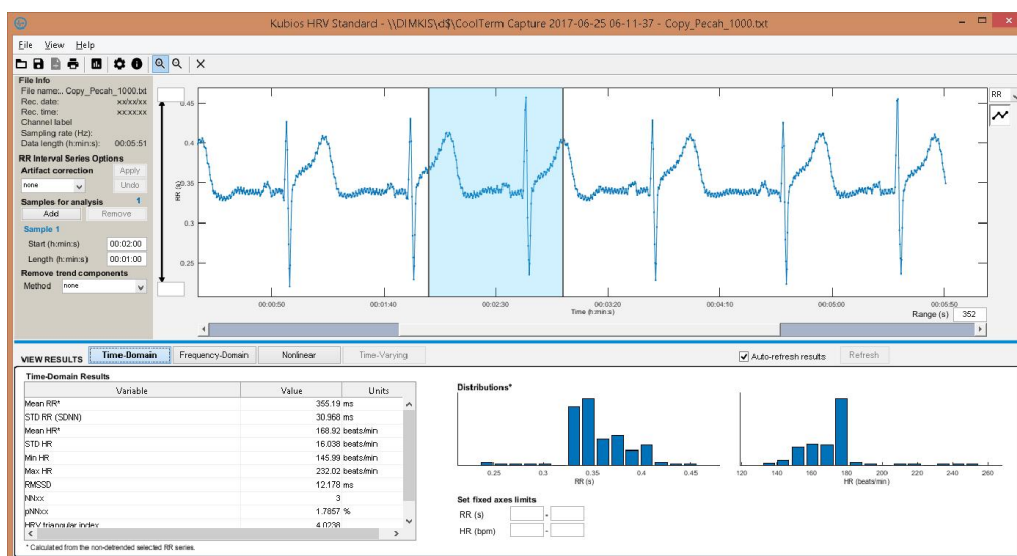 Kubios HRV Standard - \\DIMKIS\d$\CoolTerm Capture 2017-06-25 06-11-37 - Copy_Pecah_1000.txt
File View Help
File Info
File name:.. Copy_Pecah_1000.txt
Rec. date: xx/xx/xx
Rec. time: xx:xx:xx
Channel label
Sampling rate (Hz):
Data length (h:min:s): 00:05:51
RR Interval Series Options
Artifact correction Apply
none Undo
Samples for analysis 1
Add Remove
Sample 1
Start (h:min:s) 00:02:00
Length (h:min:s) 00:01:00
Remove trend components
Method none
0.45
0.4
0.35
0.3
0.25
RR (s)
RR
00:00:50 00:01:40 00:02:30 00:03:20 00:04:10 00:05:00 00:05:50
Time (h:min:s)
Range (s) 352
VIEW RESULTS Time-Domain Frequency-Domain Nonlinear Time-Varying Auto-refresh results Refresh
Time-Domain Results
Variable Value Units
Mean RR* 355.19 ms
STD RR (SDNN) 30.968 ms
Mean HR* 168.92 beats/min
STD HR 16.038 beats/min
Min HR 145.99 beats/min
Max HR 232.02 beats/min
RMSSD 12.178 ms
NNxx 3
pNNxx 1.7857 %
HRV triangular index 4.0238
* Calculated from the non-detrended selected RR series.
Distributions*
0.25 0.3 0.35 0.4 0.45
RR (s)
120 140 160 180 200 220 240 260
HR (beats/min)
Set fixed axes limits
RR (s) -
HR (bpm) -